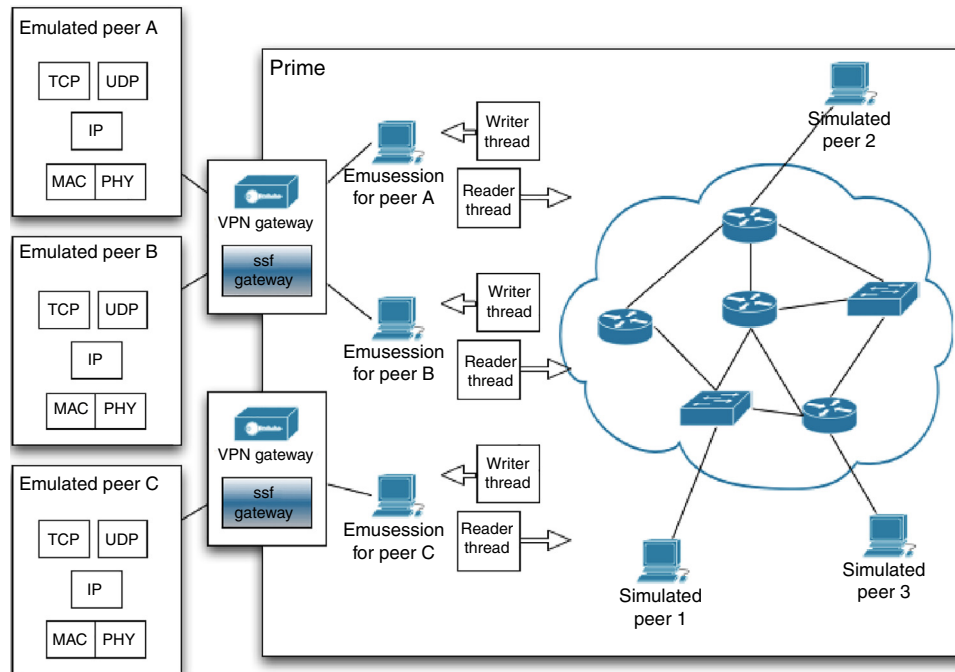 Emulated peer A
TCP
UDP
IP
MAC
PHY
Emulated peer B
TCP
UDP
IP
MAC
PHY
Emulated peer C
TCP
UDP
IP
MAC
PHY
Prime
VPN gateway
ssf
gateway
VPN gateway
ssf
gateway
Emusession
for peer A
Writer
thread
Reader
thread
Emusession
for peer B
Writer
thread
Reader
thread
Emusession
for peer C
Writer
thread
Reader
thread
Simulated
peer 2
Simulated
peer 1
Simulated
peer 3